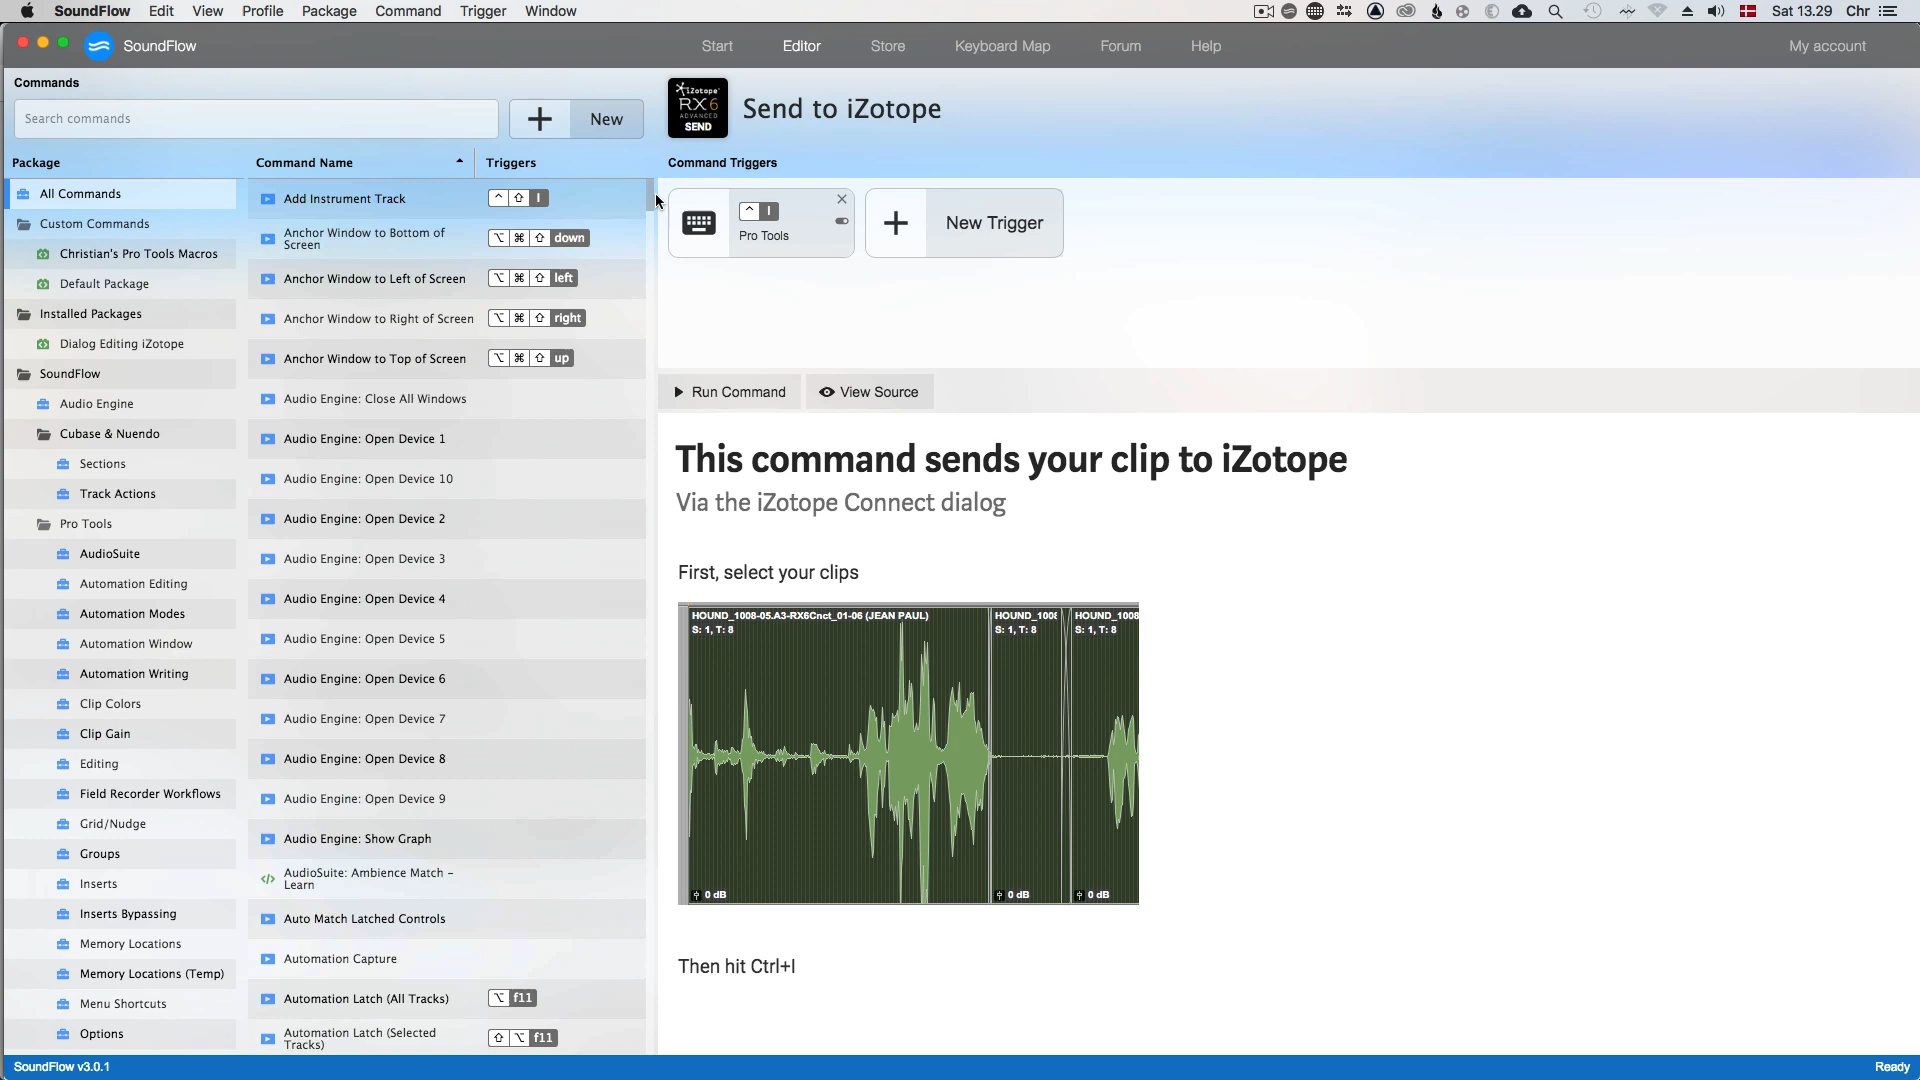 SoundFlow Edit View Profile Package Command Trigger Window
Sat 13.29 Chr
SoundFlow
Start Editor Store Keyboard Map Forum Help
My account
Commands
Search commands
New
Package
Command Name
Triggers
All Commands
Custom Commands
Christian's Pro Tools Macros
Default Package
Installed Packages
Dialog Editing iZotope
SoundFlow
Audio Engine
Cubase & Nuendo
Sections
Track Actions
Pro Tools
AudioSuite
Automation Editing
Automation Modes
Automation Window
Automation Writing
Clip Colors
Clip Gain
Editing
Field Recorder Workflows
Grid/Nudge
Groups
Inserts
Inserts Bypassing
Memory Locations
Memory Locations (Temp)
Menu Shortcuts
Options
Add Instrument Track ⌃ ⇧ I
Anchor Window to Bottom of
Screen
⌥ ⌘ ⇧ down
Anchor Window to Left of Screen ⌥ ⌘ ⇧ left
Anchor Window to Right of Screen ⌥ ⌘ ⇧ right
Anchor Window to Top of Screen ⌥ ⌘ ⇧ up
Audio Engine: Close All Windows
Audio Engine: Open Device 1
Audio Engine: Open Device 10
Audio Engine: Open Device 2
Audio Engine: Open Device 3
Audio Engine: Open Device 4
Audio Engine: Open Device 5
Audio Engine: Open Device 6
Audio Engine: Open Device 7
Audio Engine: Open Device 8
Audio Engine: Open Device 9
Audio Engine: Show Graph
AudioSuite: Ambience Match -
Learn
Auto Match Latched Controls
Automation Capture
Automation Latch (All Tracks) ⌥ f11
Automation Latch (Selected
Tracks)
⇧ ⌥ f11
iZotope
RX 6
ADVANCED
SEND
Send to iZotope
Command Triggers
⌃ I
Pro Tools
New Trigger
Run Command
View Source
This command sends your clip to iZotope
Via the iZotope Connect dialog
First, select your clips
HOUND_1008-05.A3-RX6Cnct_01-06 (JEAN PAUL)
S: 1, T: 8
0 dB
HOUND_1008
S: 1, T: 8
0 dB
HOUND_1008
S: 1, T: 8
0 dB
Then hit Ctrl+I
SoundFlow v3.0.1
Ready